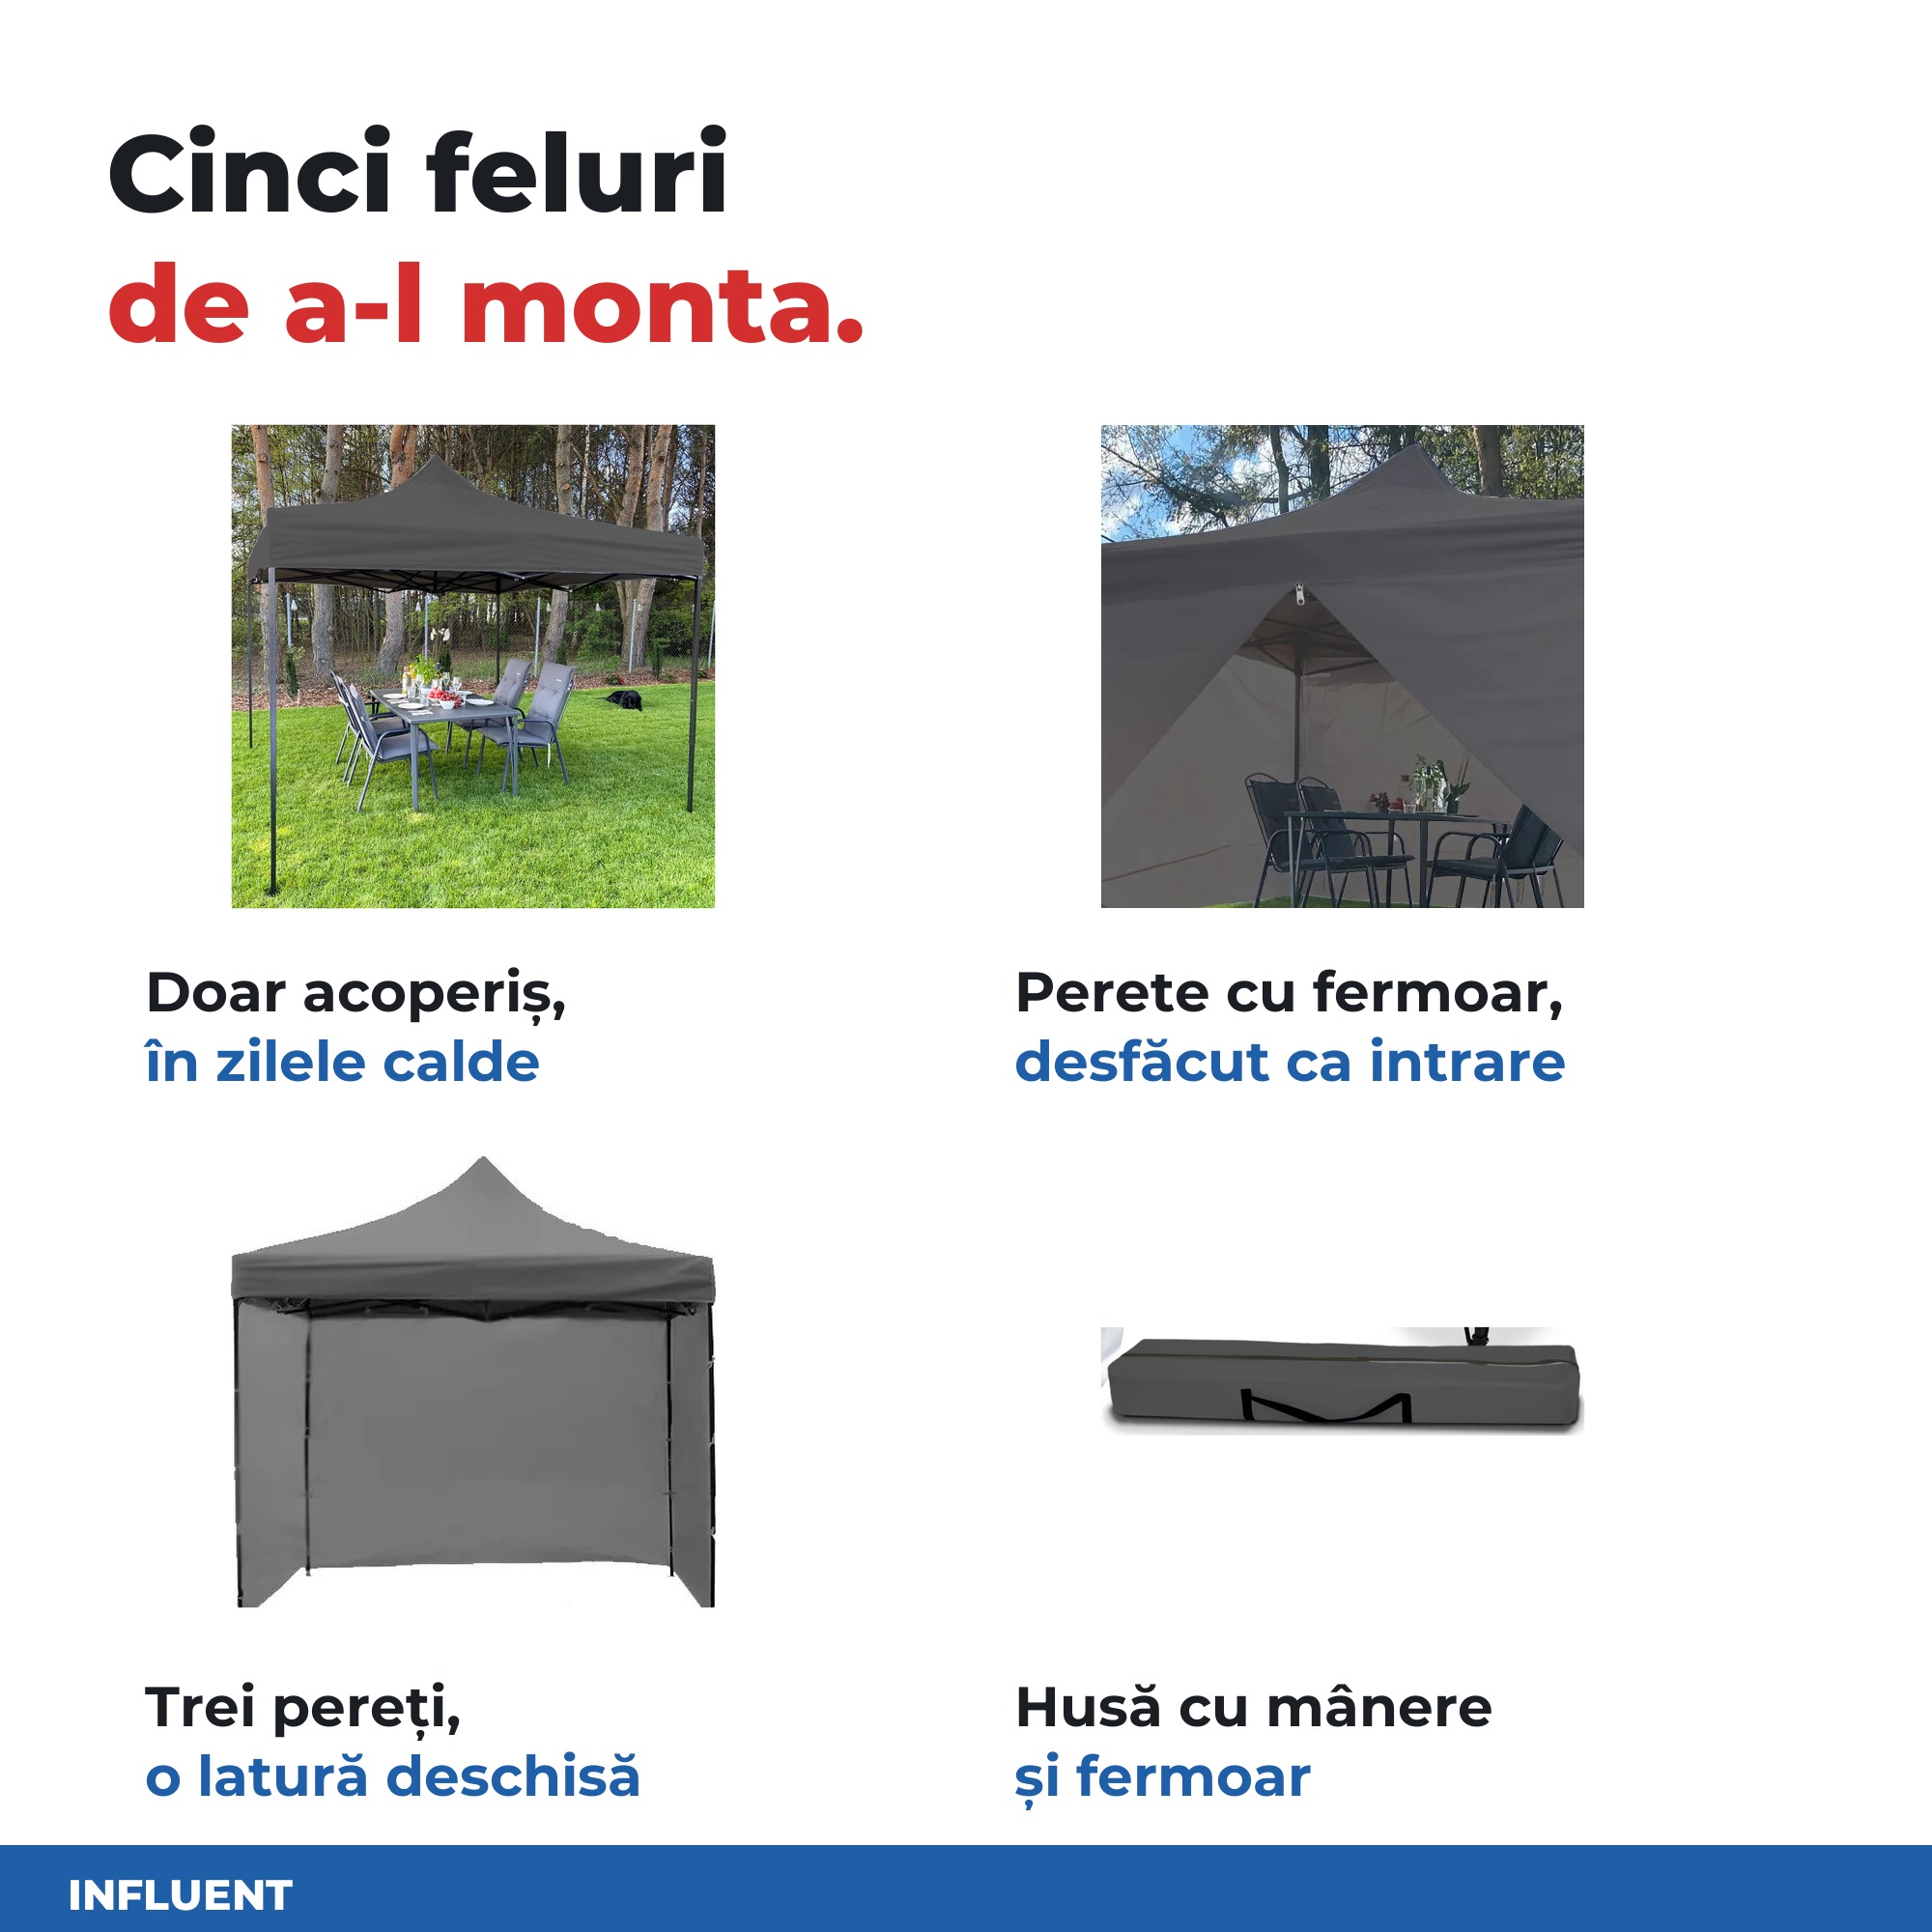 Cinci feluri
de a-l monta.
Doar acoperiș,
în zilele calde
Perete cu fermoar,
desfăcut ca intrare
Trei pereți,
o latură deschisă
Husă cu mânere
și fermoar
INFLUENT